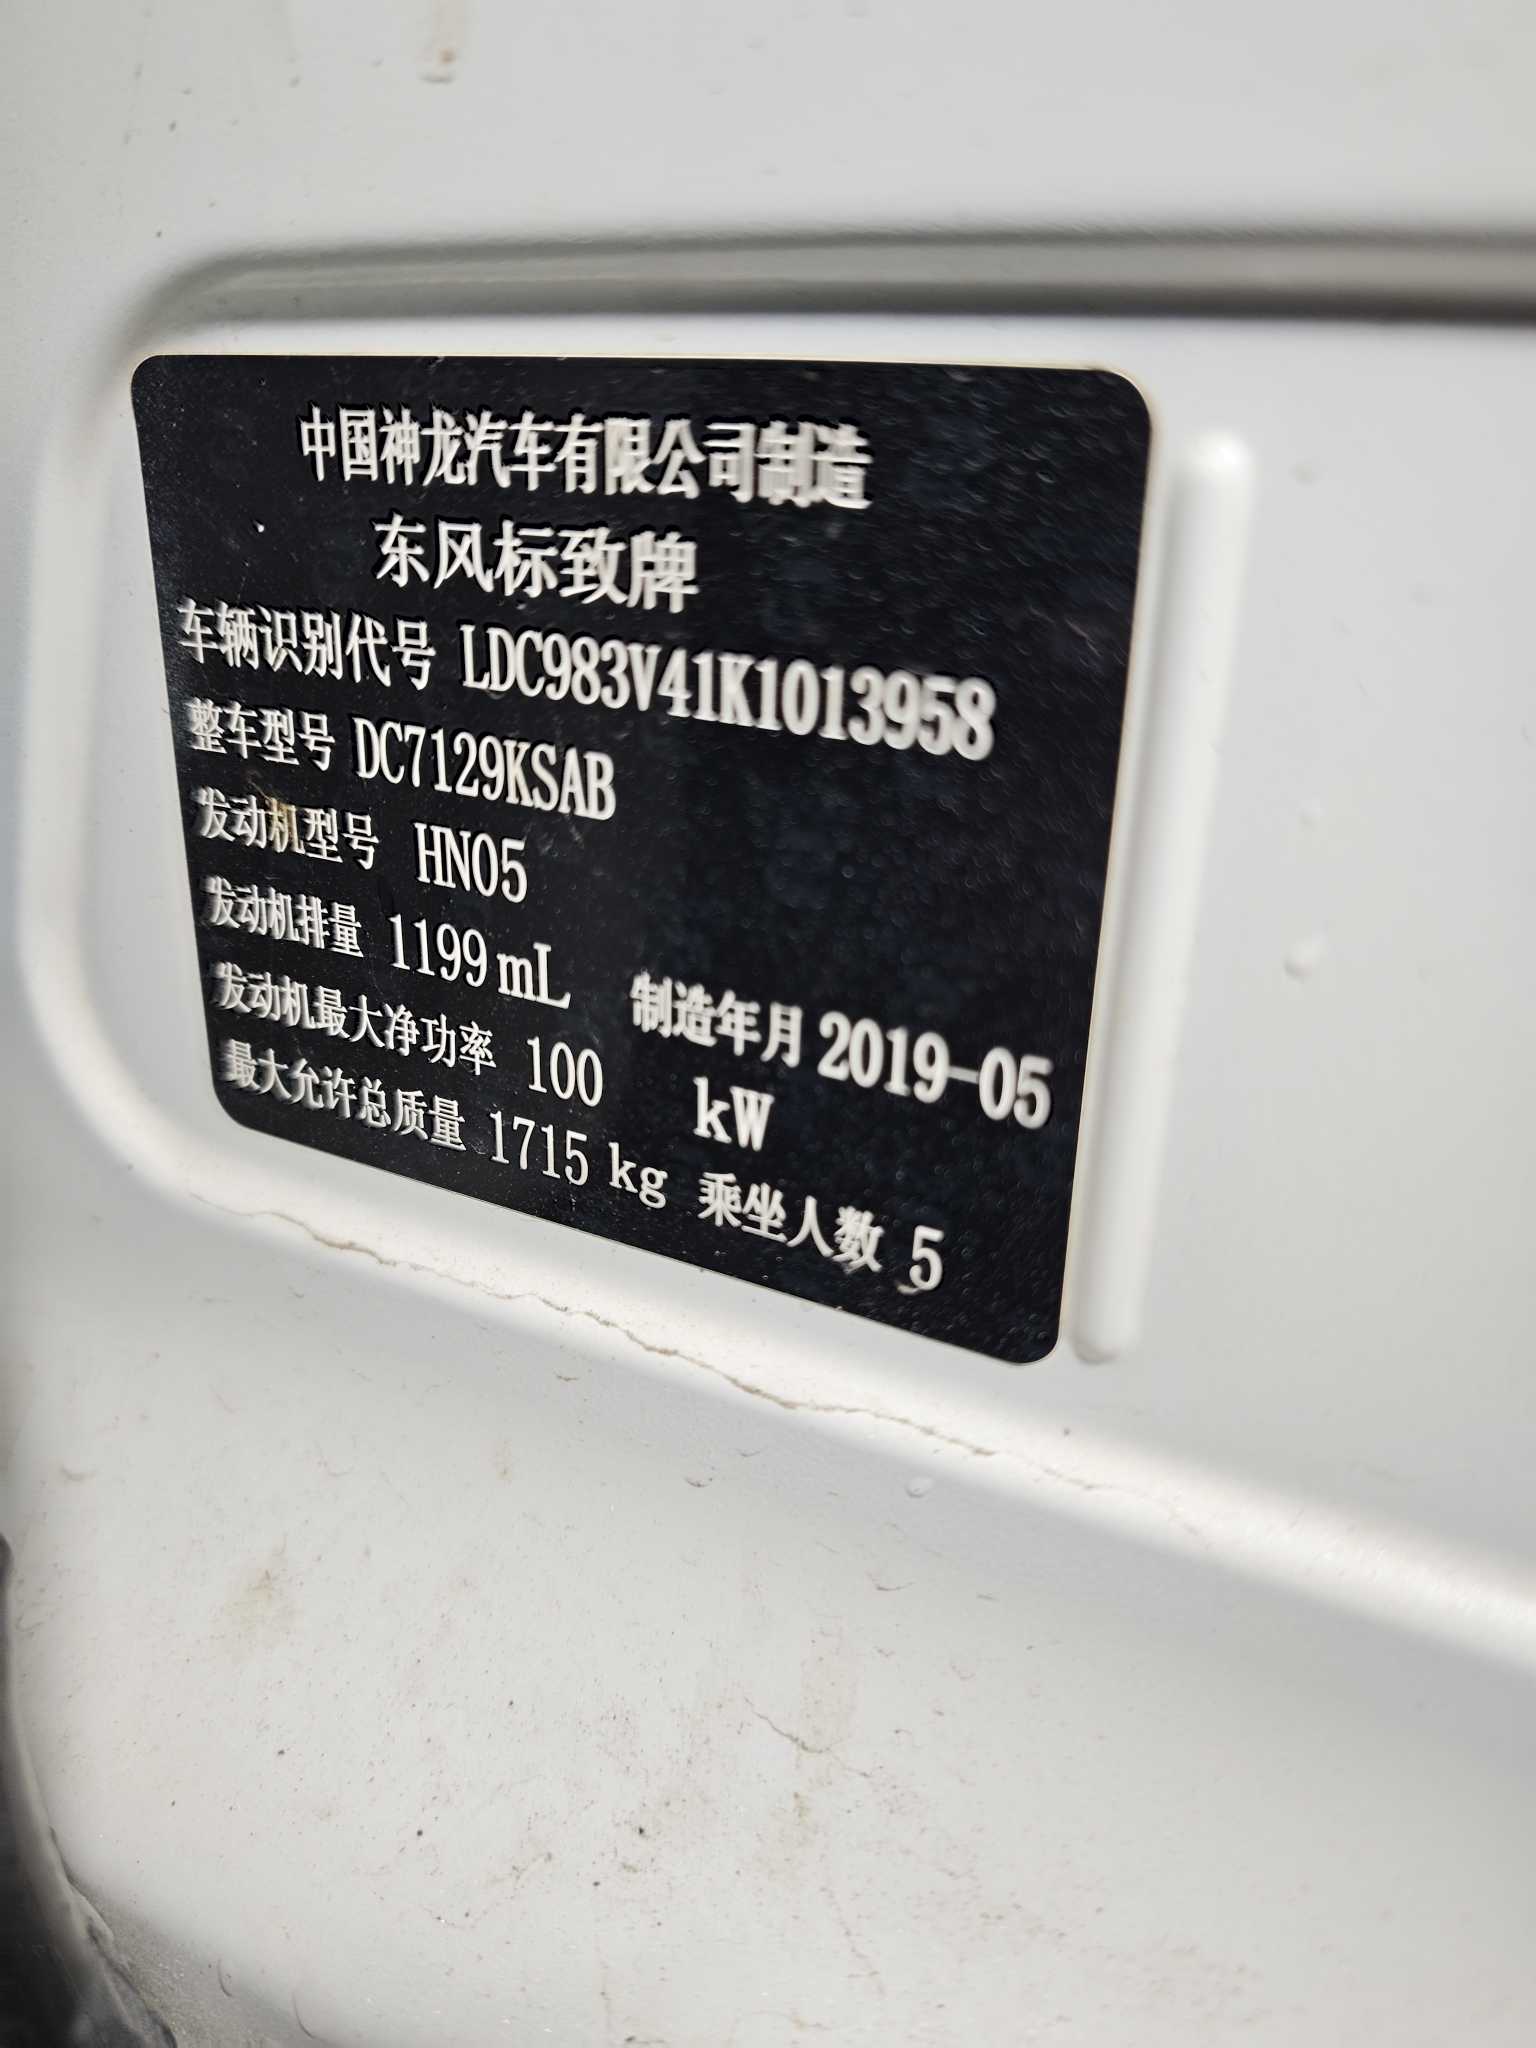 中国神龙汽车有限公司制造
东风标致牌
车辆识别代号 LDC983V41K1013958
整车型号 DC7129KSAB
发动机型号 HN05
发动机排量 1199 mL 制造年月 2019-05
发动机最大净功率 100 kW
最大允许总质量 1715 kg 乘坐人数 5